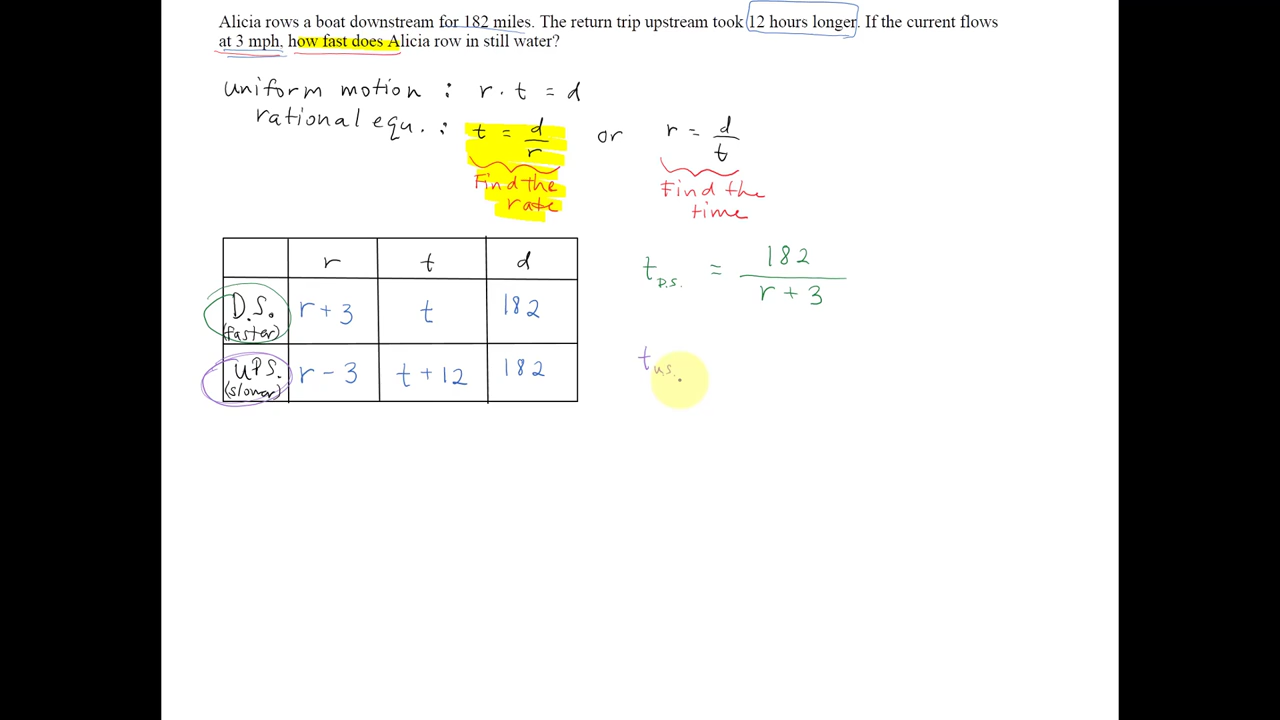 Alicia rows a boat downstream for 182 miles. The return trip upstream took 12 hours longer. If the current flows
at 3 mph, how fast does Alicia row in still water?
uniform motion : r · t = d
rational equ. : t = d/r or r = d/t
Find the rate
Find the time
r t d
D.S. (faster) r + 3 t 182
UPS. (slower) r − 3 t + 12 182
t D.S. = 182 / r + 3
t u.s.